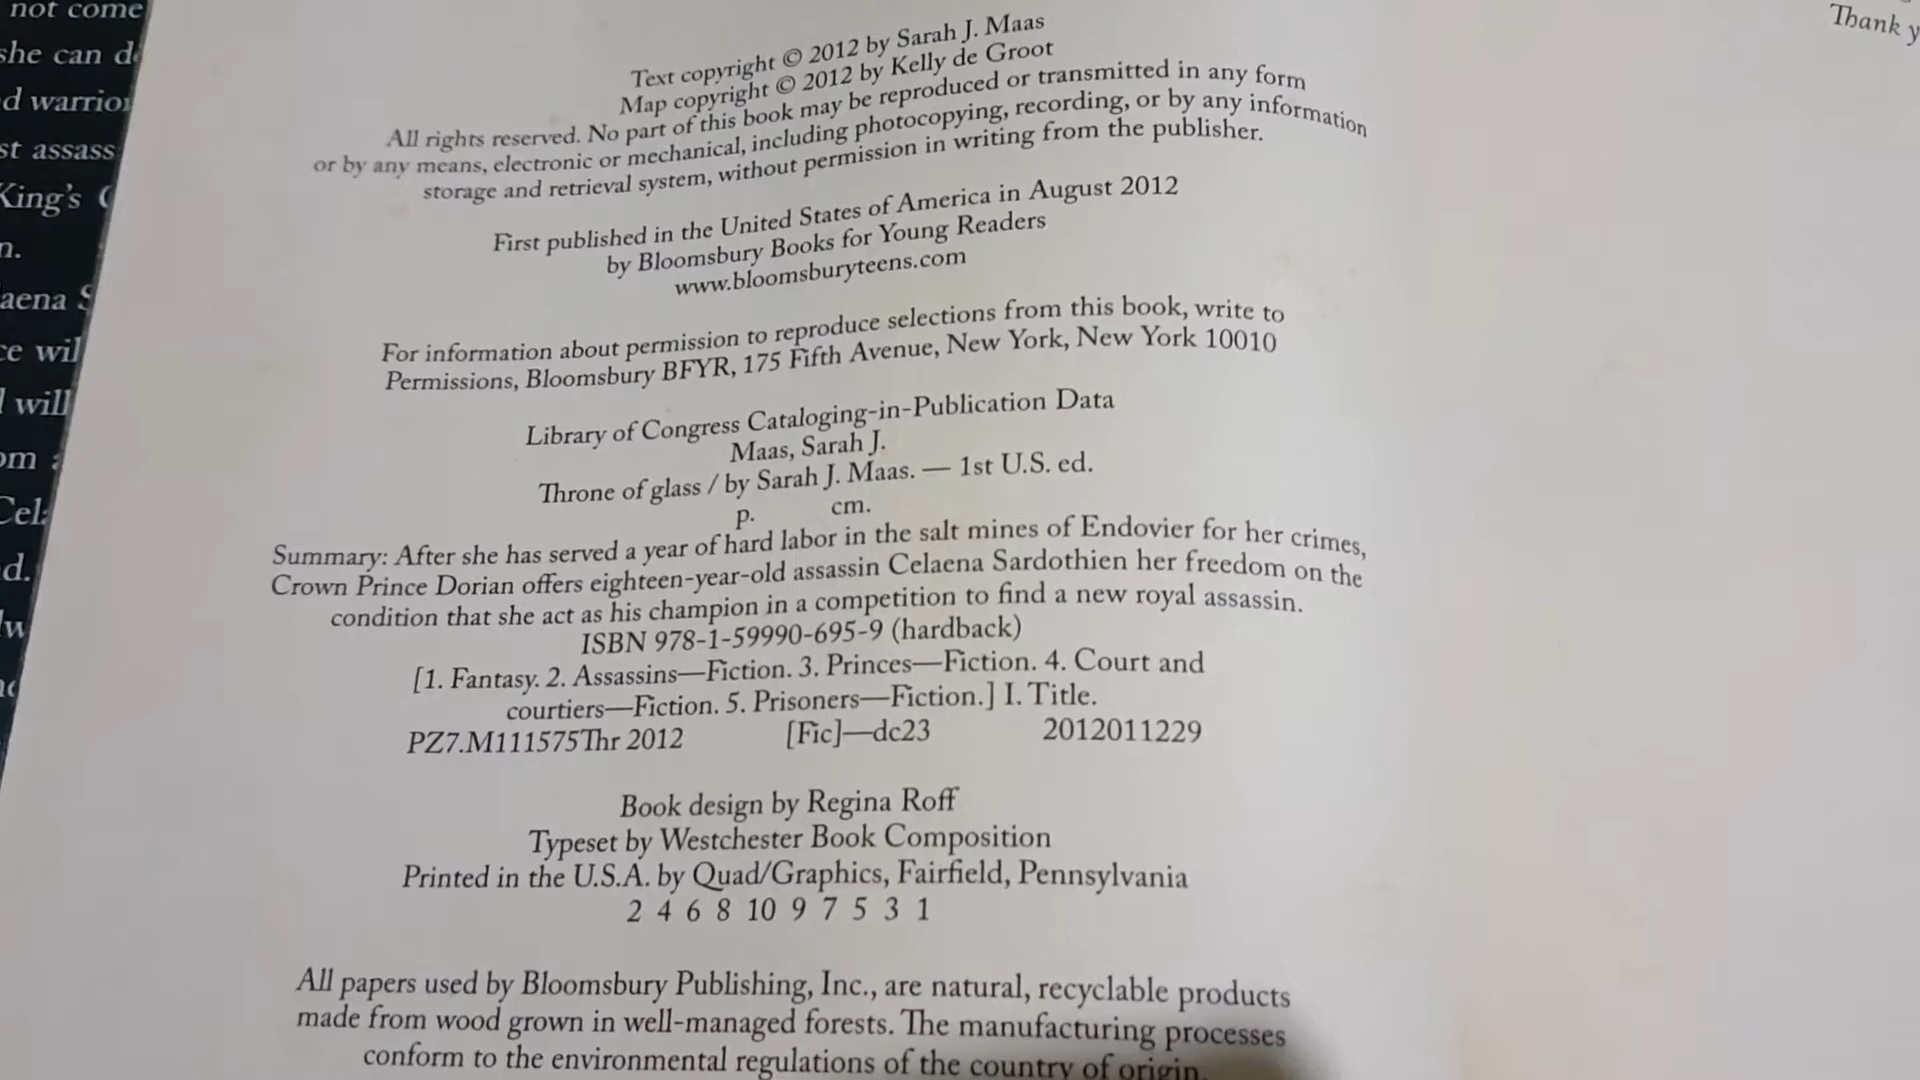 not come
she can
d warrior
st assass
King's
n.
aena S
ce wil
l will
om
Cel
d.
Text copyright © 2012 by Sarah J. Maas
Map copyright © 2012 by Kelly de Groot
All rights reserved. No part of this book may be reproduced or transmitted in any form
or by any means, electronic or mechanical, including photocopying, recording, or by any information
storage and retrieval system, without permission in writing from the publisher.
First published in the United States of America in August 2012
by Bloomsbury Books for Young Readers
www.bloomsburyteens.com
For information about permission to reproduce selections from this book, write to
Permissions, Bloomsbury BFYR, 175 Fifth Avenue, New York, New York 10010
Library of Congress Cataloging-in-Publication Data
Maas, Sarah J.
Throne of glass / by Sarah J. Maas. — 1st U.S. ed.
p. cm.
Summary: After she has served a year of hard labor in the salt mines of Endovier for her crimes,
Crown Prince Dorian offers eighteen-year-old assassin Celaena Sardothien her freedom on the
condition that she act as his champion in a competition to find a new royal assassin.
ISBN 978-1-59990-695-9 (hardback)
[1. Fantasy. 2. Assassins—Fiction. 3. Princes—Fiction. 4. Court and
courtiers—Fiction. 5. Prisoners—Fiction.] I. Title.
PZ7.M111575Thr 2012 [Fic]—dc23 2012011229
Book design by Regina Roff
Typeset by Westchester Book Composition
Printed in the U.S.A. by Quad/Graphics, Fairfield, Pennsylvania
2 4 6 8 10 9 7 5 3 1
All papers used by Bloomsbury Publishing, Inc., are natural, recyclable products
made from wood grown in well-managed forests. The manufacturing processes
conform to the environmental regulations of the country of origin.
Thank y